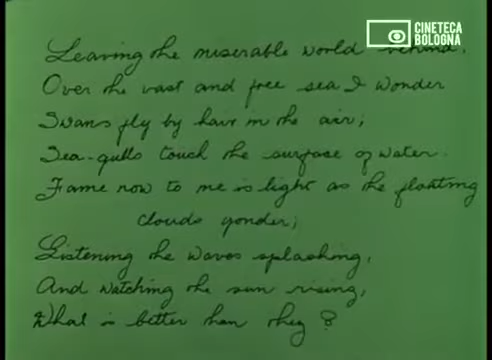 CINETECA
BOLOGNA
Leaving the miserable world behind,
Over the vast and free sea I wonder
Swans fly by pair in the air;
Sea-gulls touch the surface of water.
Fame now to me is light as the floating
clouds yonder;
Listening the waves splashing,
And watching the sun rising,
What is better than they?